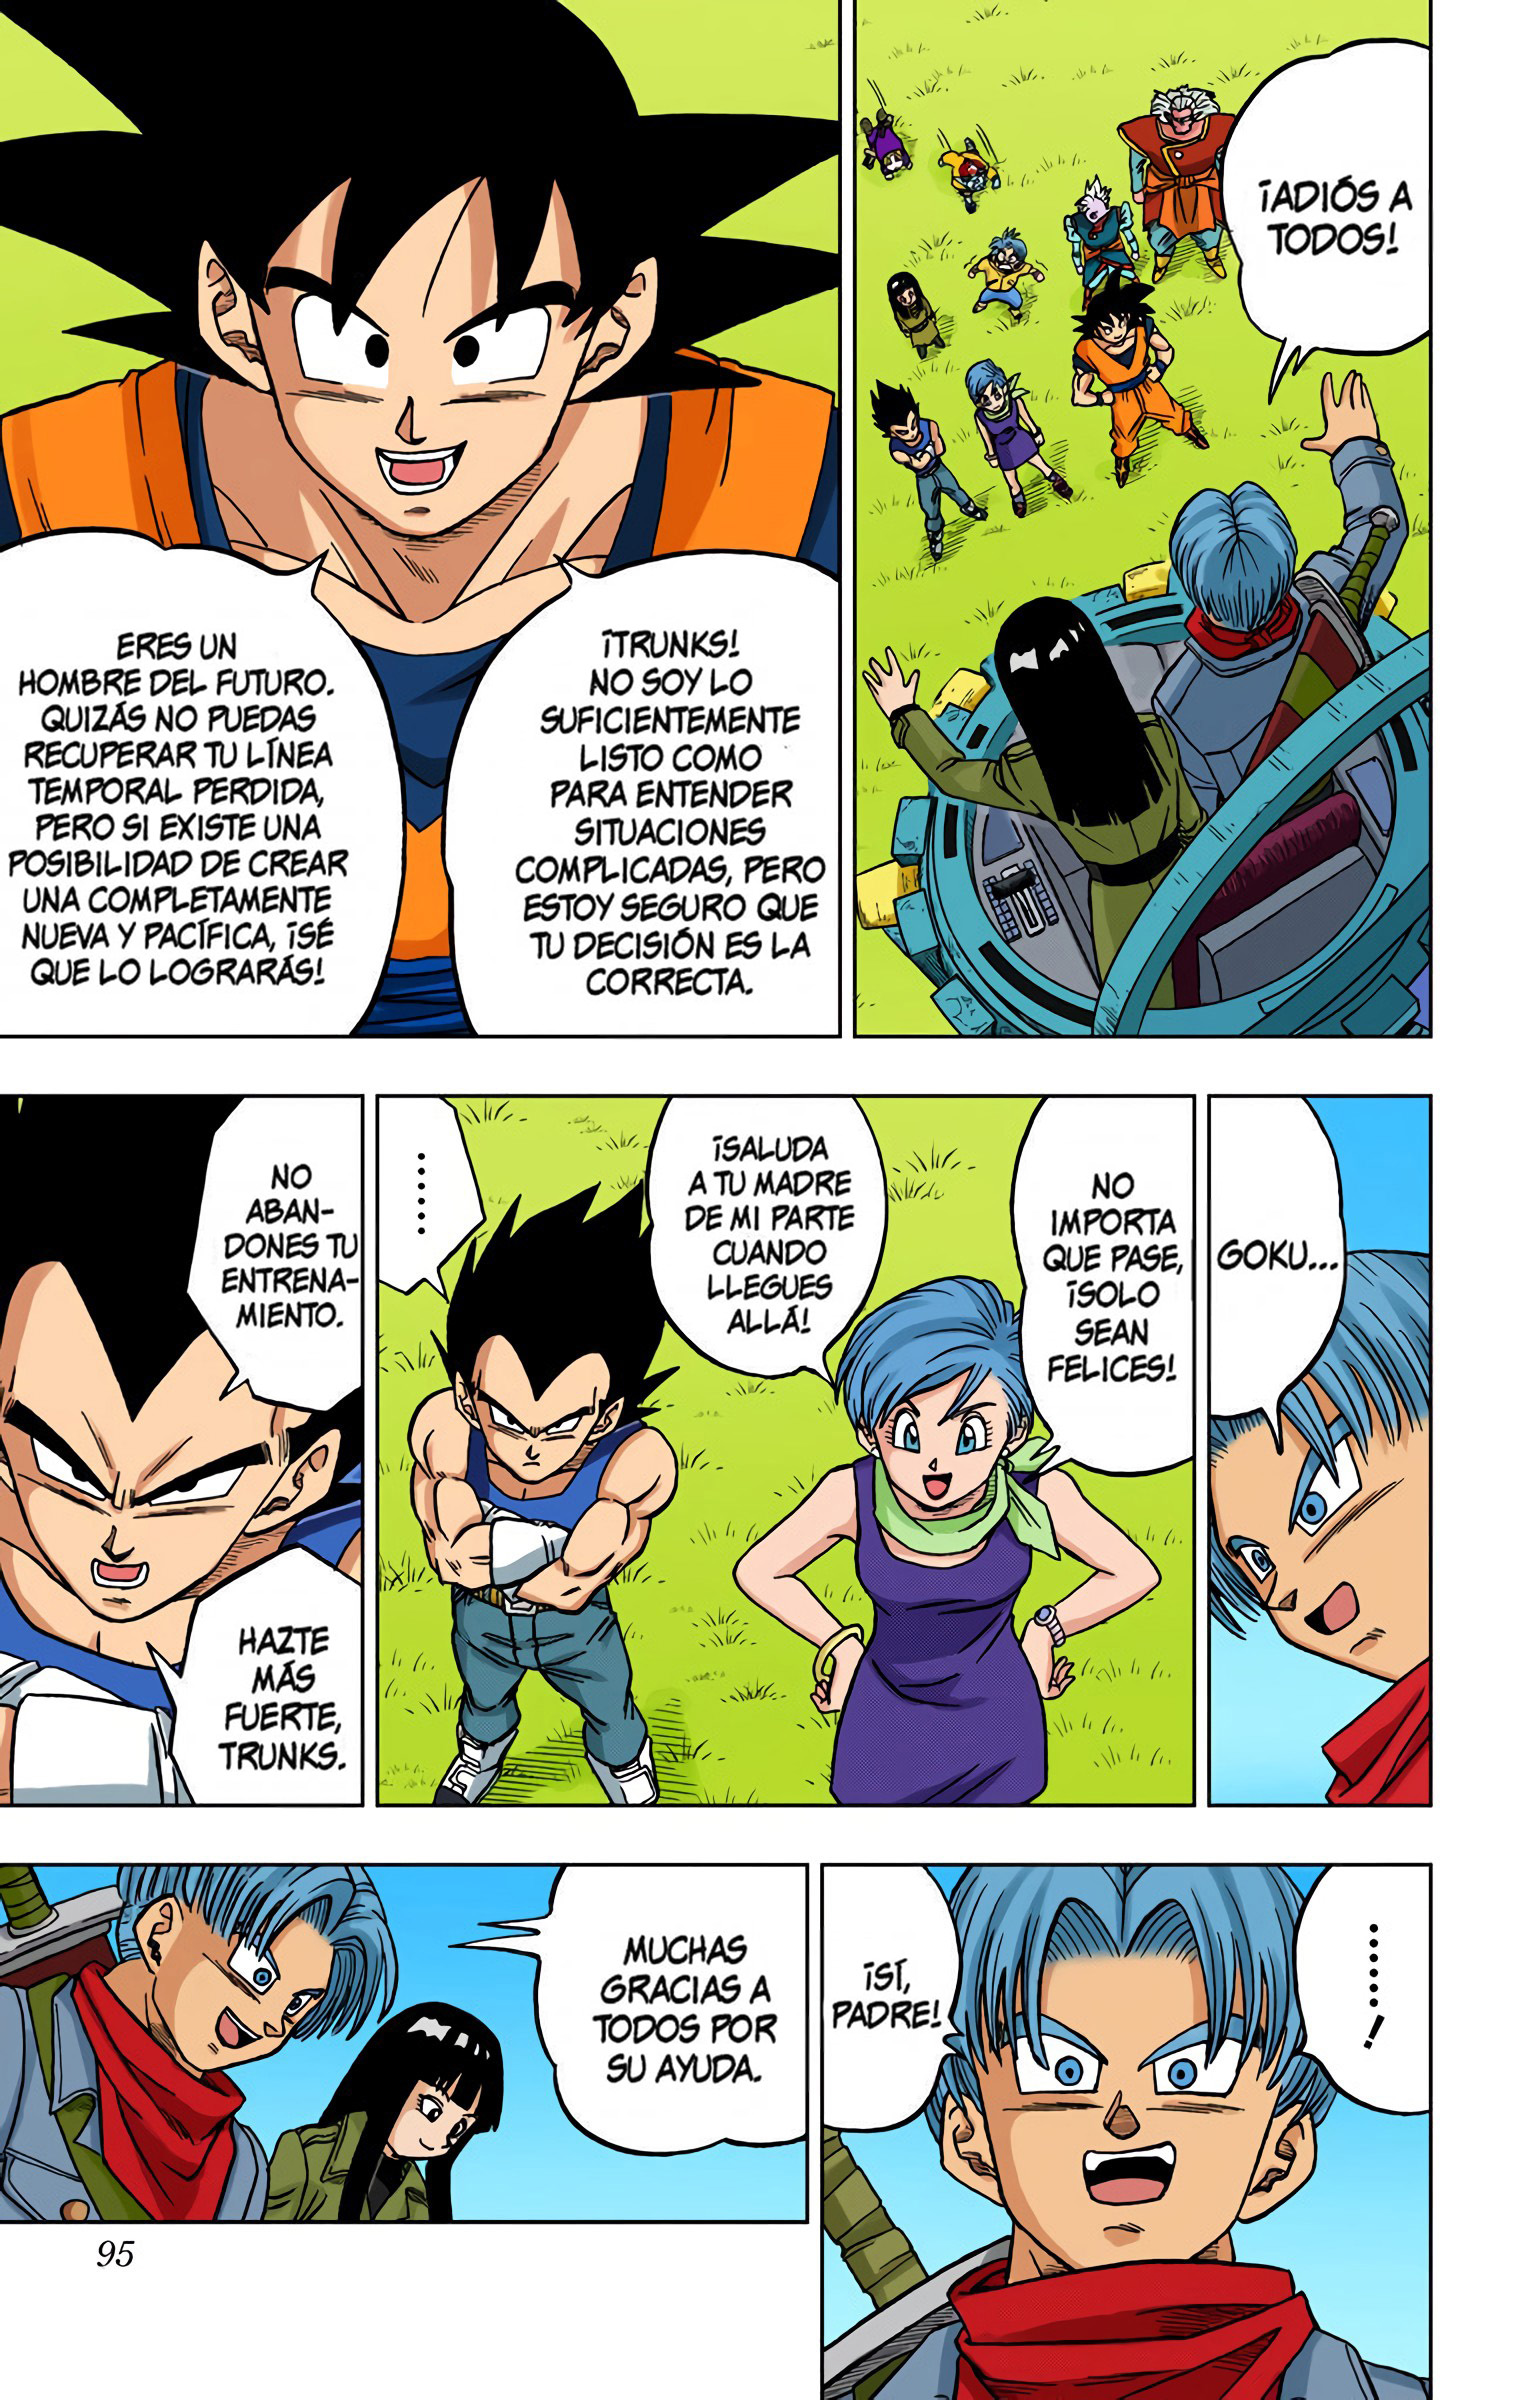 ¡ADIÓS A
TODOS!
¡TRUNKS!
NO SOY LO
SUFICIENTEMENTE
LISTO COMO
PARA ENTENDER
SITUACIONES
COMPLICADAS, PERO
ESTOY SEGURO QUE
TU DECISIÓN ES LA
CORRECTA.
ERES UN
HOMBRE DEL FUTURO.
QUIZÁS NO PUEDAS
RECUPERAR TU LÍNEA
TEMPORAL PERDIDA,
PERO SI EXISTE UNA
POSIBILIDAD DE CREAR
UNA COMPLETAMENTE
NUEVA Y PACÍFICA, ¡SÉ
QUE LO LOGRARÁS!
GOKU...
NO
IMPORTA
QUE PASE,
¡SOLO
SEAN
FELICES!
¡SALUDA
A TU MADRE
DE MI PARTE
CUANDO
LLEGUES
ALLÁ!
......
NO
ABAN-
DONES TU
ENTRENA-
MIENTO.
HAZTE
MÁS
FUERTE,
TRUNKS.
......!
¡SÍ,
PADRE!
MUCHAS
GRACIAS A
TODOS POR
SU AYUDA.
95